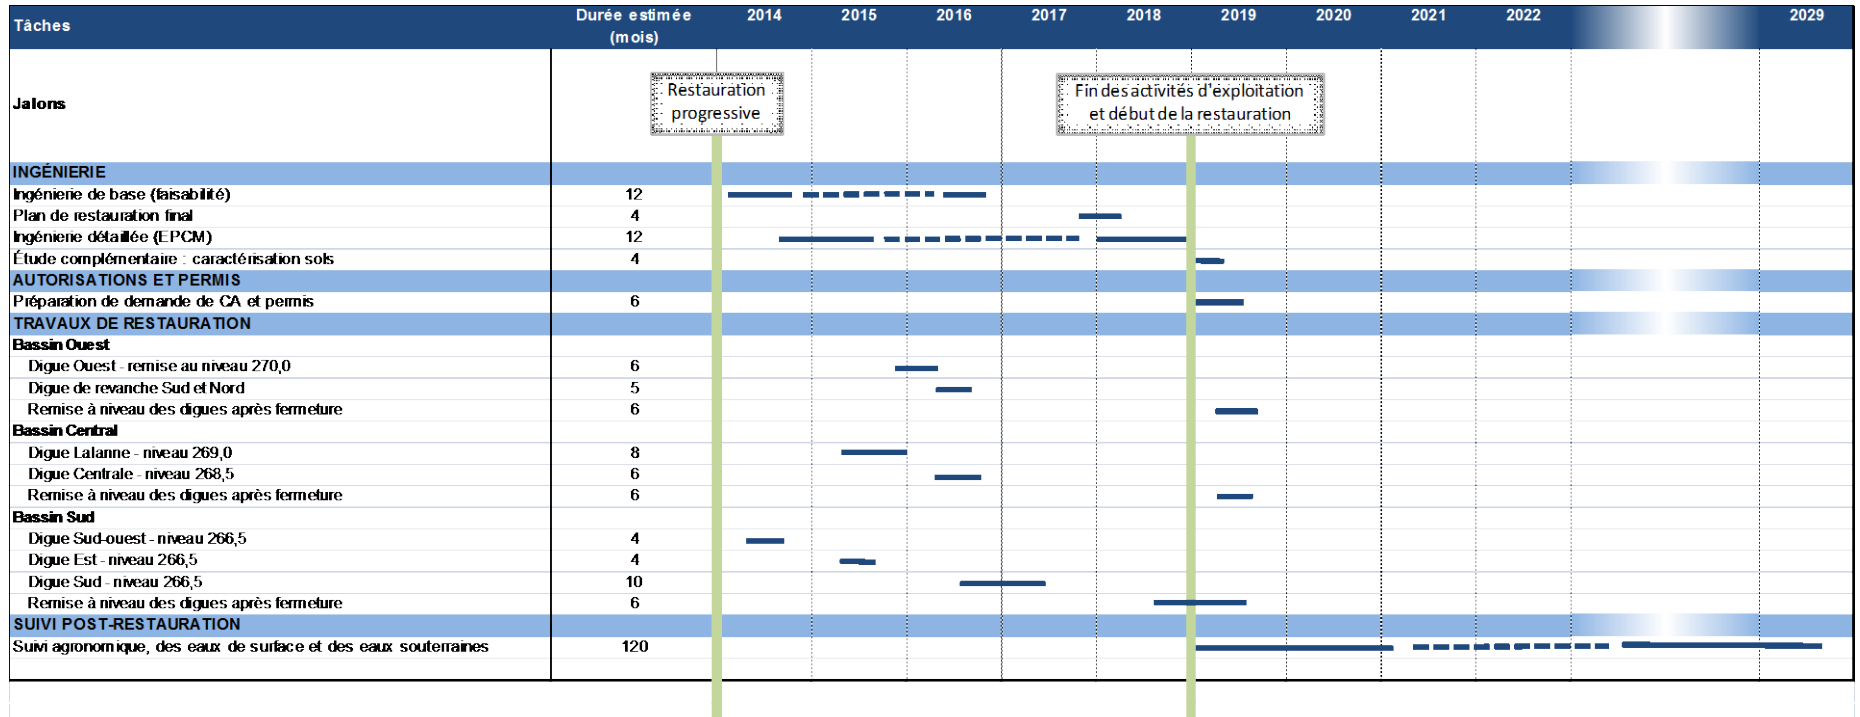 Tâches Durée estimée 2014 2015 2016 2017 2018 2019 2020 2021 2022 2029
(mois)
Restauration
progressive
Fin des activités d'exploitation
et début de la restauration
Jalons
INGÉNIERIE
Ingénierie de base (faisabilité) 12
Plan de restauration final 4
Ingénierie détaillée (EPCM) 12
Étude complémentaire : caractérisation sols 4
AUTORISATIONS ET PERMIS
Préparation de demande de CA et permis 6
TRAVAUX DE RESTAURATION
Bassin Ouest
Digue Ouest - remise au niveau 270,0 6
Digue de revanche Sud et Nord 5
Remise à niveau des digues après fermeture 6
Bassin Central
Digue Lalanne - niveau 269,0 8
Digue Centrale - niveau 268,5 6
Remise à niveau des digues après fermeture 6
Bassin Sud
Digue Sud-ouest - niveau 266,5 4
Digue Est - niveau 266,5 4
Digue Sud - niveau 266,5 10
Remise à niveau des digues après fermeture 6
SUIVI POST-RESTAURATION
Suivi agronomique, des eaux de surface et des eaux souterraines 120